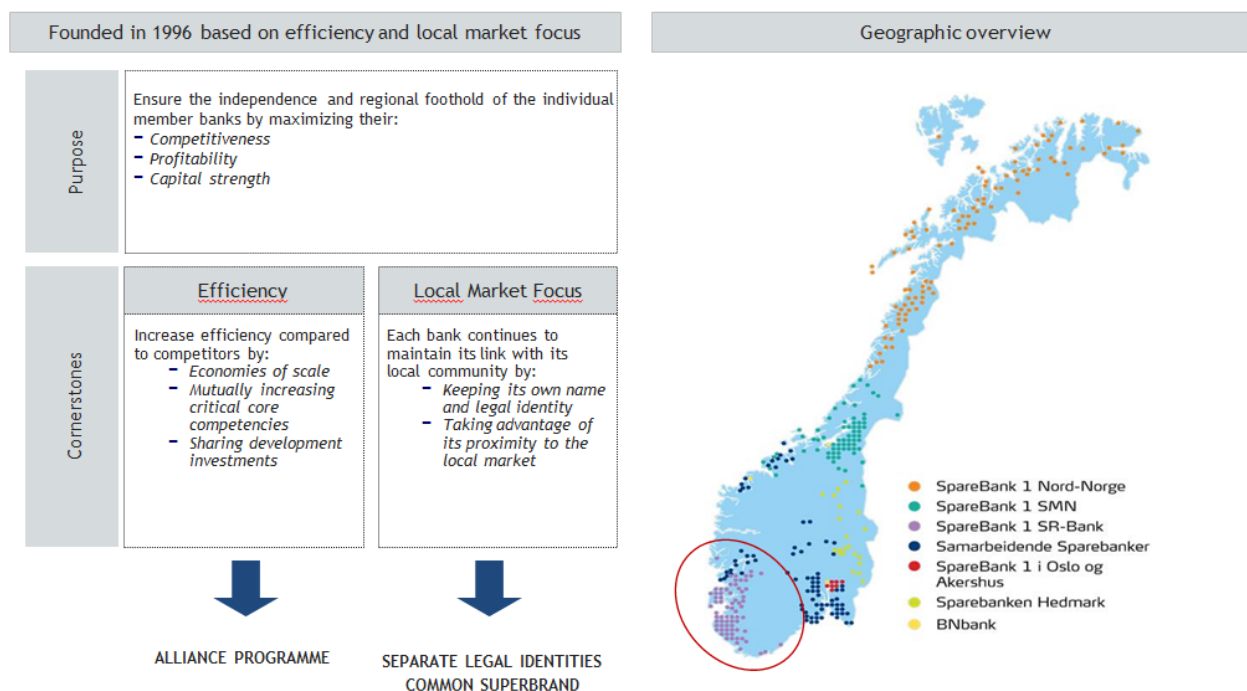 Founded in 1996 based on efficiency and local market focus
Purpose
Ensure the independence and regional foothold of the individual
member banks by maximizing their:
– Competitiveness
– Profitability
– Capital strength
Cornerstones
Efficiency
Increase efficiency compared
to competitors by:
– Economies of scale
– Mutually increasing
critical core
competencies
– Sharing development
investments
Local Market Focus
Each bank continues to
maintain its link with its
local community by:
– Keeping its own name
and legal identity
– Taking advantage of
its proximity to the
local market
ALLIANCE PROGRAMME
SEPARATE LEGAL IDENTITIES
COMMON SUPERBRAND
Geographic overview
SpareBank 1 Nord-Norge
SpareBank 1 SMN
SpareBank 1 SR-Bank
Samarbeidende Sparebanker
SpareBank 1 i Oslo og
Akershus
Sparebanken Hedmark
BNbank